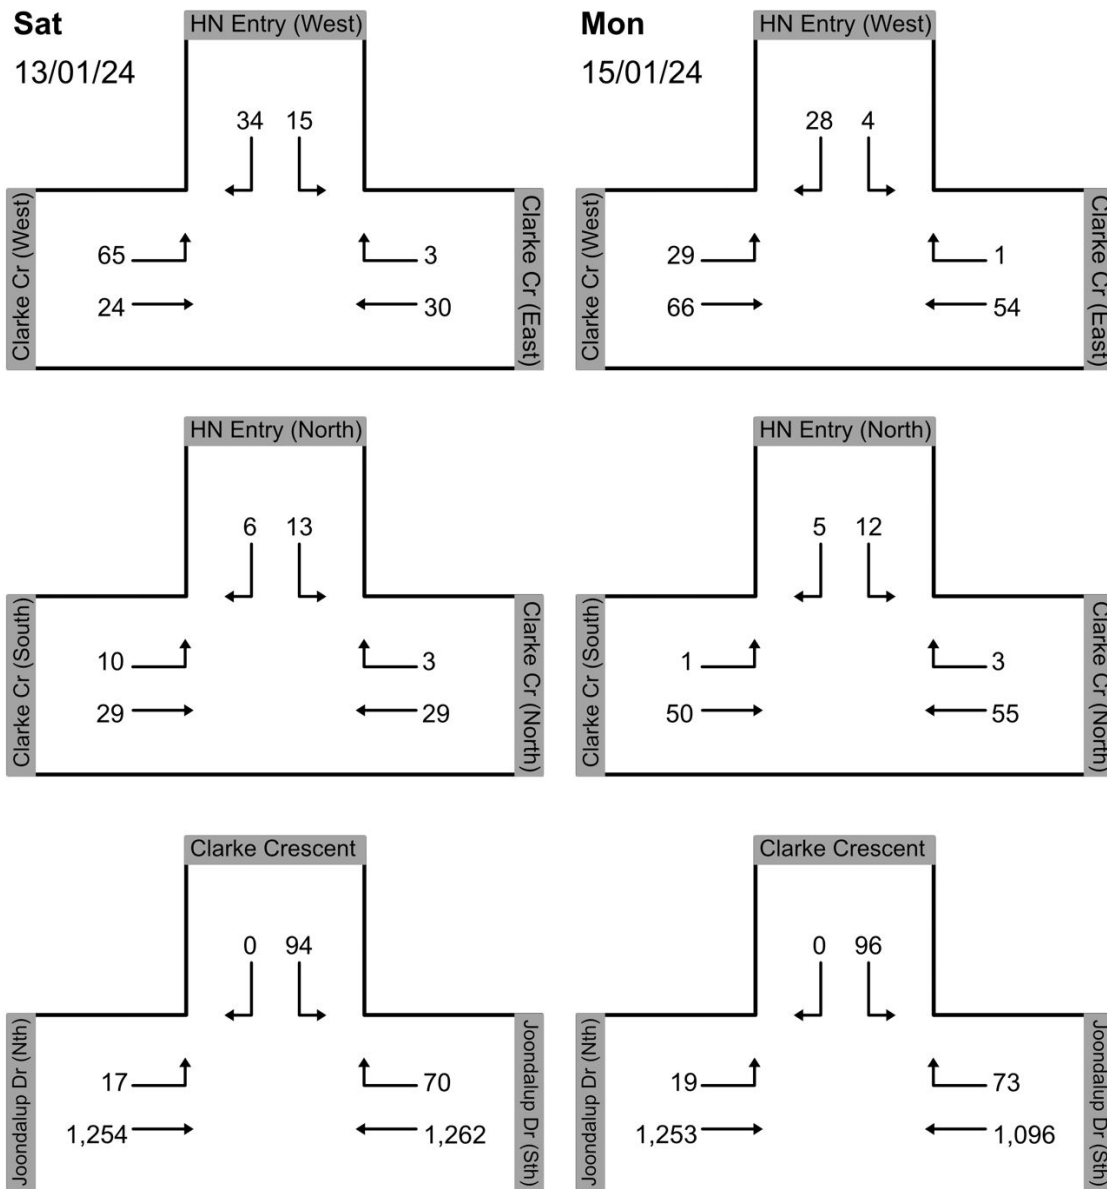 Sat
13/01/24
HN Entry (West)
34 15
Clarke Cr (West)
65
24
3
30
Clarke Cr (East)
Mon
15/01/24
HN Entry (West)
28 4
Clarke Cr (West)
29
66
1
54
Clarke Cr (East)
HN Entry (North)
6 13
Clarke Cr (South)
10
29
3
29
Clarke Cr (North)
HN Entry (North)
5 12
Clarke Cr (South)
1
50
3
55
Clarke Cr (North)
Clarke Crescent
0 94
Joondalup Dr (Nth)
17
1,254
70
1,262
Joondalup Dr (Sth)
Clarke Crescent
0 96
Joondalup Dr (Nth)
19
1,253
73
1,096
Joondalup Dr (Sth)